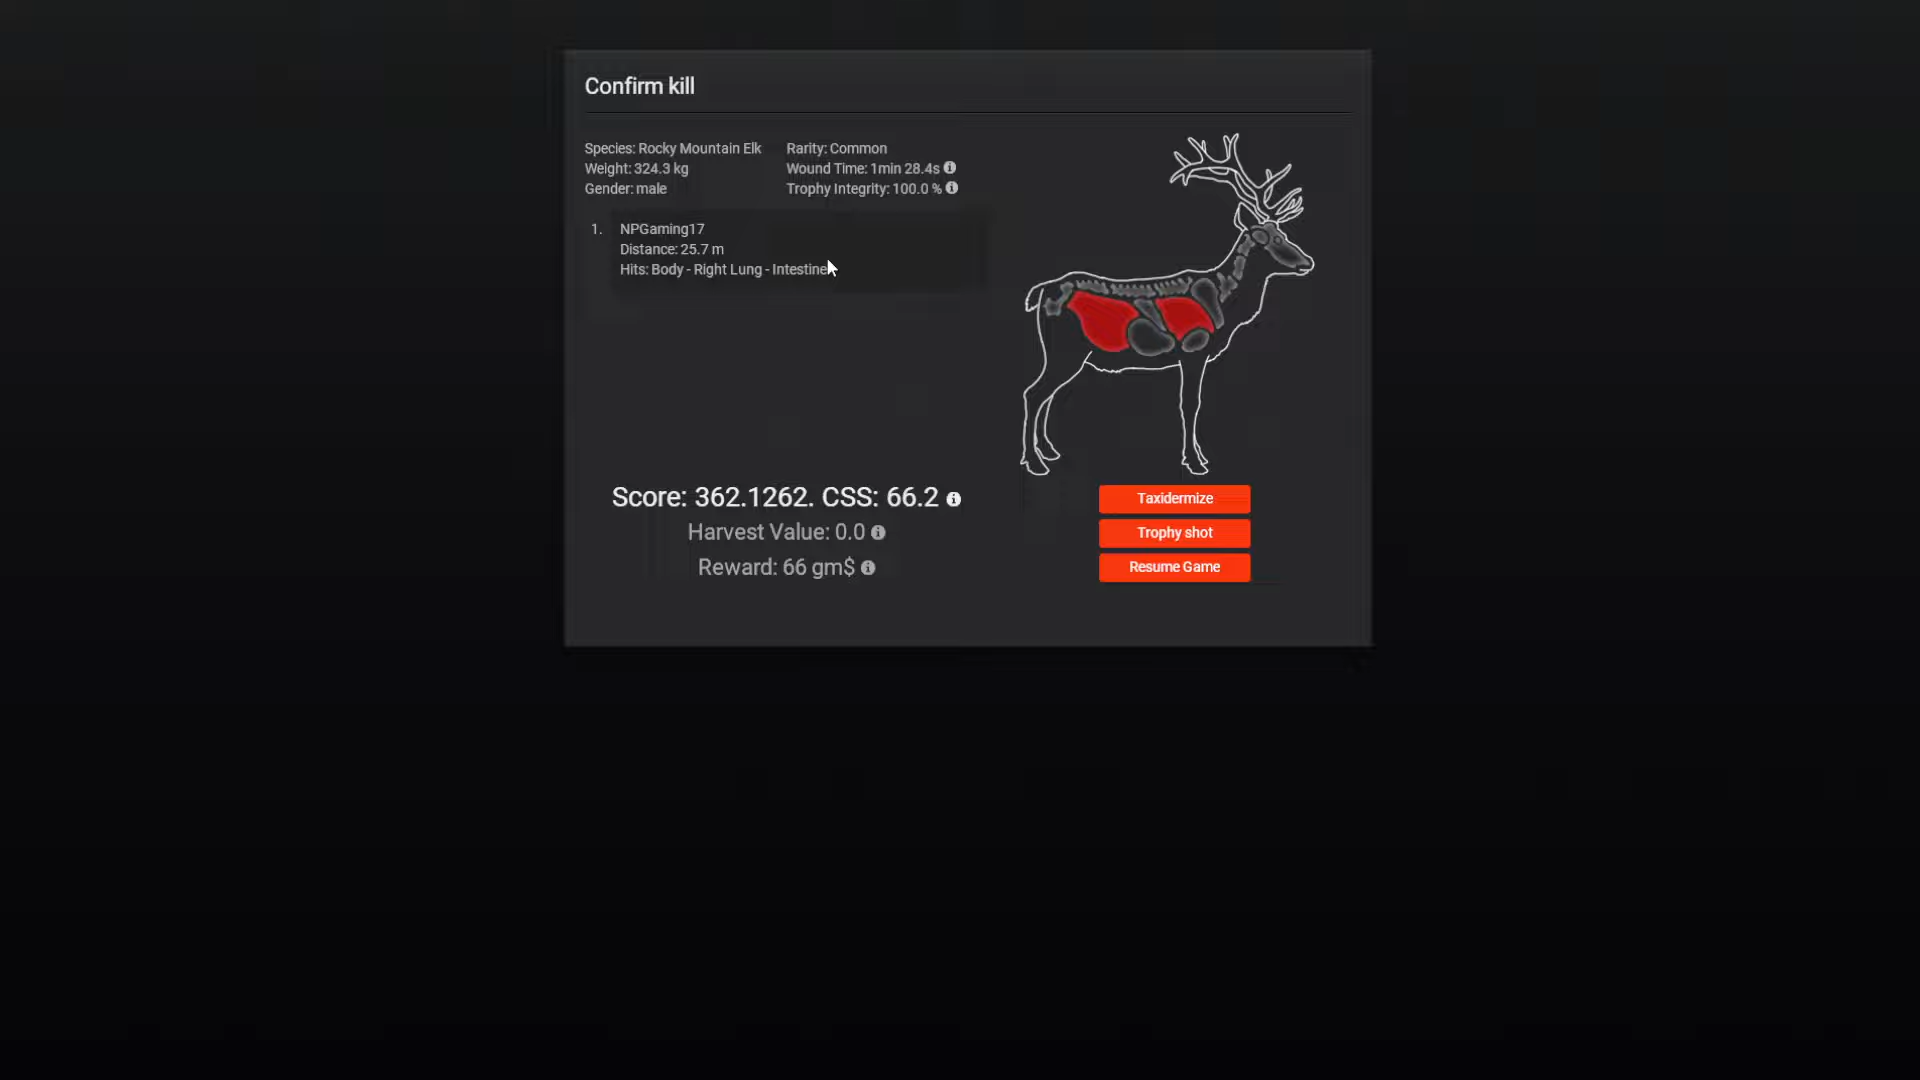 Confirm kill
Species: Rocky Mountain Elk
Weight: 324.3 kg
Gender: male
Rarity: Common
Wound Time: 1min 28.4s
Trophy Integrity: 100.0 %
1. NPGaming17
Distance: 25.7 m
Hits: Body - Right Lung - Intestine
Score: 362.1262. CSS: 66.2
Harvest Value: 0.0
Reward: 66 gm$
Taxidermize
Trophy shot
Resume Game